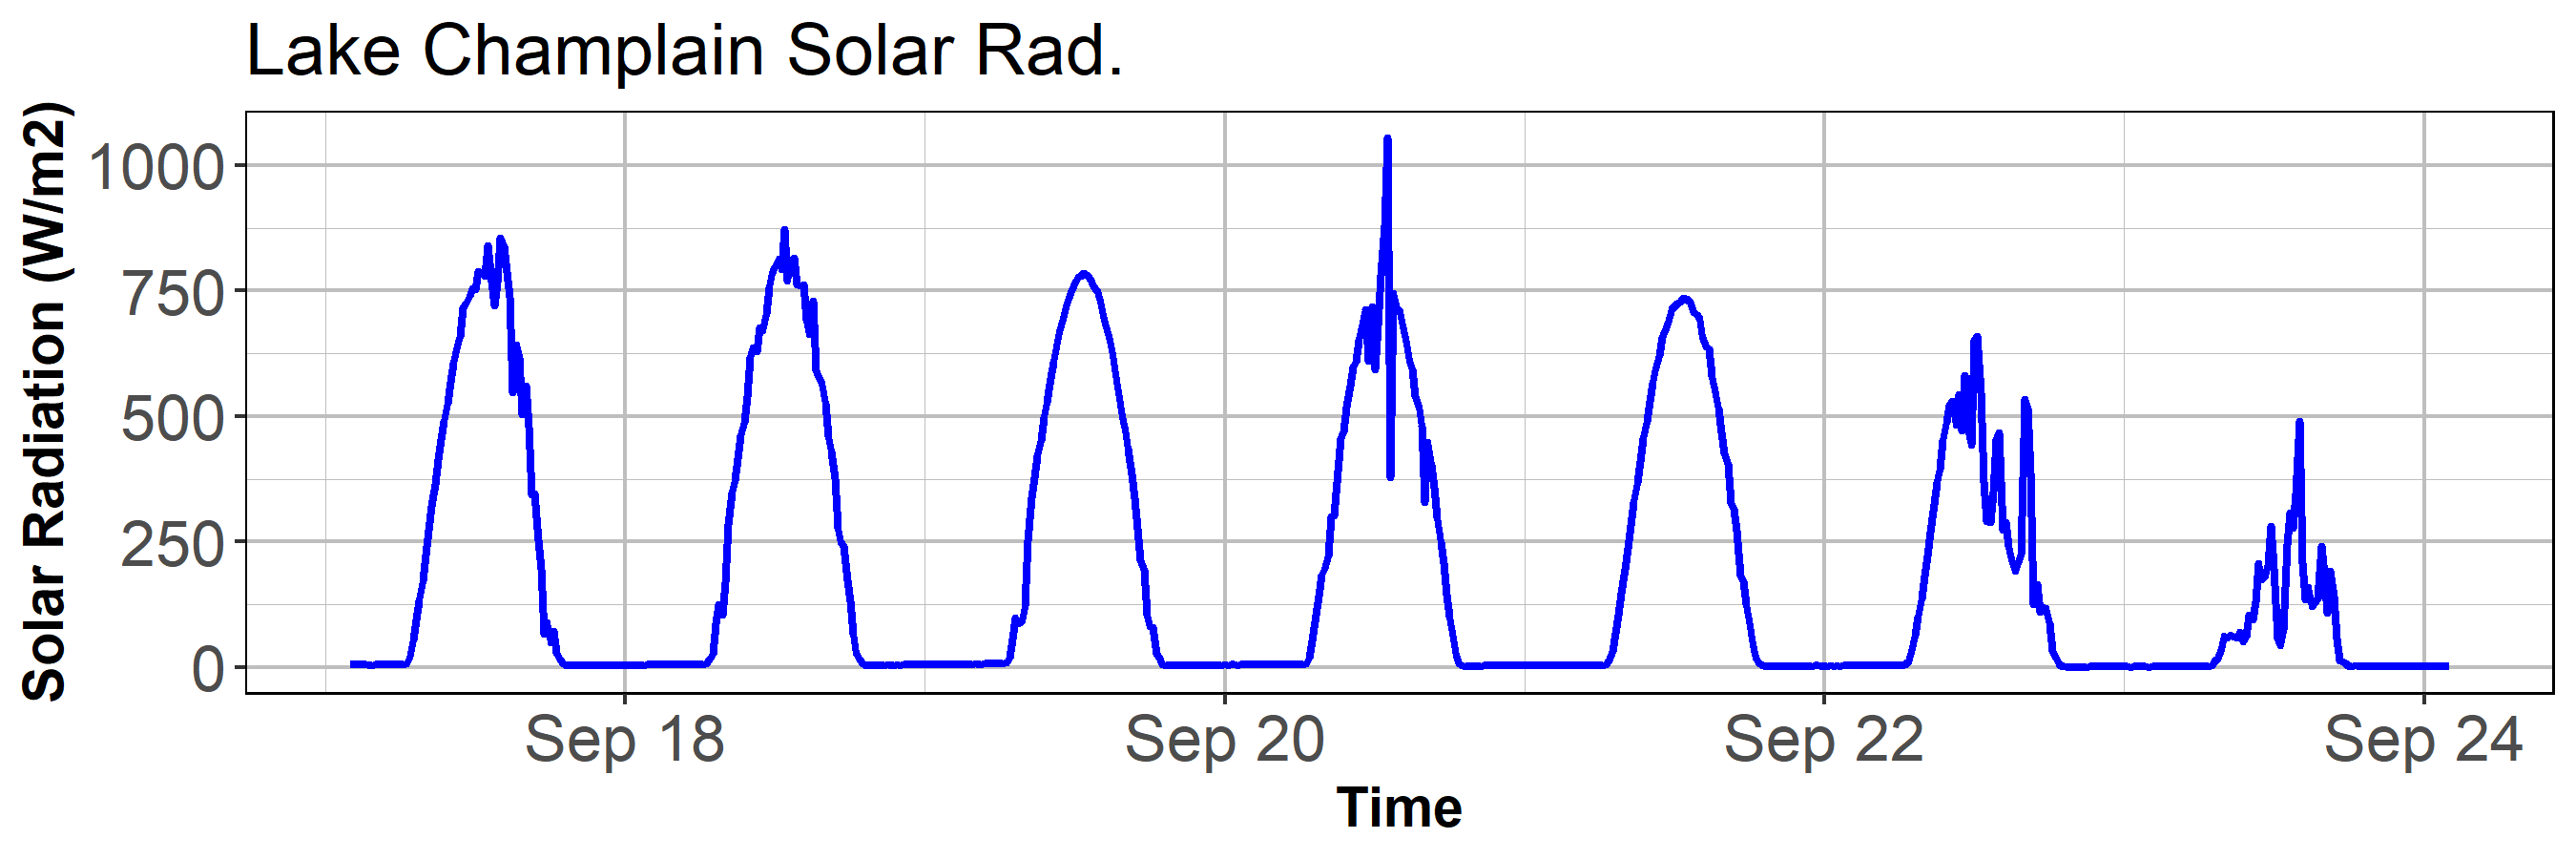 Lake Champlain Solar Rad.
Solar Radiation (W/m2)
1000
750
500
250
0
Sep 18
Sep 20
Sep 22
Sep 24
Time